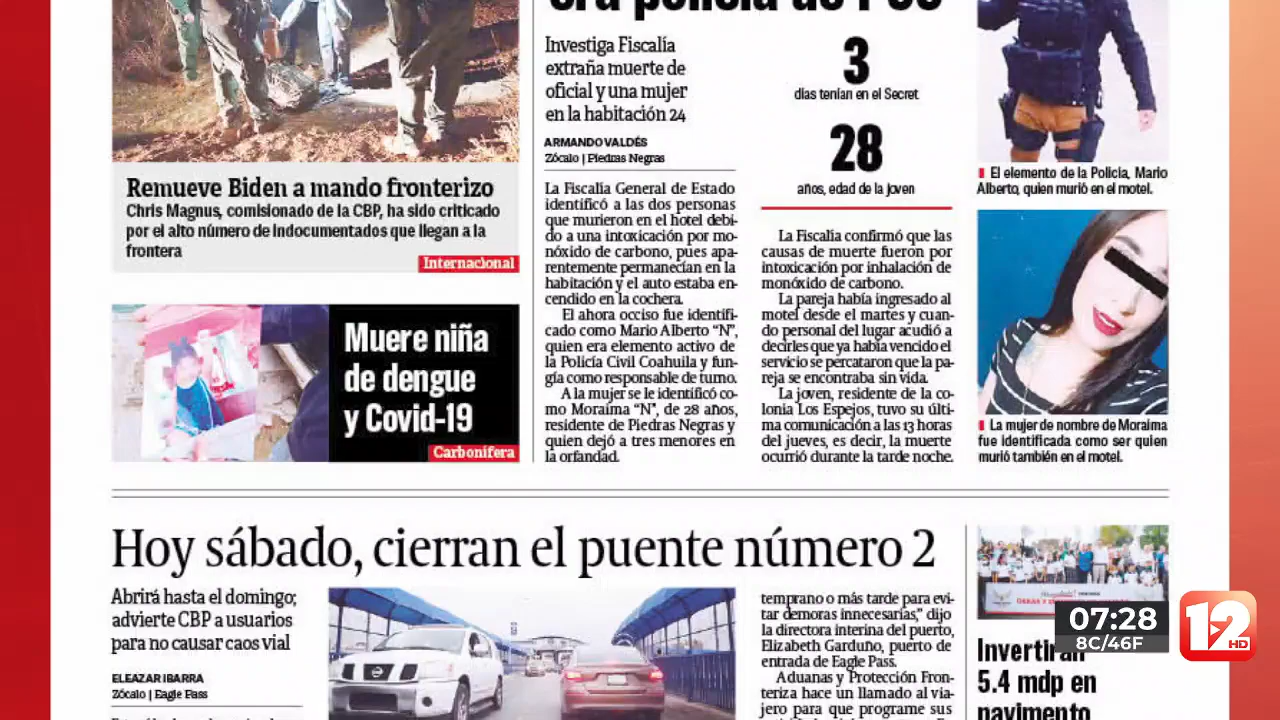 era policía de PCC
Investiga Fiscalía
extraña muerte de
oficial y una mujer
en la habitación 24
ARMANDO VALDÉS
Zócalo | Piedras Negras
La Fiscalía General de Estado
identificó a las dos personas
que murieron en el hotel debi-
do a una intoxicación por mo-
nóxido de carbono, pues apa-
rentemente permanecían en la
habitación y el auto estaba en-
cendido en la cochera.
El ahora occiso fue identifi-
cado como Mario Alberto “N”,
quien era elemento activo de
la Policía Civil Coahuila y fun-
gía como responsable de turno.
A la mujer se le identificó co-
mo Moraima “N”, de 28 años,
residente de Piedras Negras y
quien dejó a tres menores en
la orfandad.
3
días tenían en el Secret
28
años, edad de la joven
La Fiscalía confirmó que las
causas de muerte fueron por
intoxicación por inhalación de
monóxido de carbono.
La pareja había ingresado al
motel desde el martes y cuan-
do personal del lugar acudió a
decirles que ya había vencido el
servicio se percataron que la pa-
reja se encontraba sin vida.
La joven, residente de la co-
lonia Los Espejos, tuvo su últi-
ma comunicación a las 13 horas
del jueves, es decir, la muerte
ocurrió durante la tarde noche.
El elemento de la Policía, Mario
Alberto, quien murió en el motel.
La mujer de nombre de Moraima
fue identificada como ser quien
murió también en el motel.
Remueve Biden a mando fronterizo
Chris Magnus, comisionado de la CBP, ha sido criticado
por el alto número de indocumentados que llegan a la
frontera
Internacional
Muere niña
de dengue
y Covid-19
Carbonífera
Hoy sábado, cierran el puente número 2
Abrirá hasta el domingo;
advierte CBP a usuarios
para no causar caos vial
ELEAZAR IBARRA
Zócalo | Eagle Pass
temprano o más tarde para evi-
tar demoras innecesarias,” dijo
la directora interina del puerto,
Elizabeth Garduño, puerto de
entrada de Eagle Pass.
Aduanas y Protección Fron-
teriza hace un llamado al via-
jero para que programe sus
Invertirán
5.4 mdp en
pavimento
07:28
8C/46F
12
HD